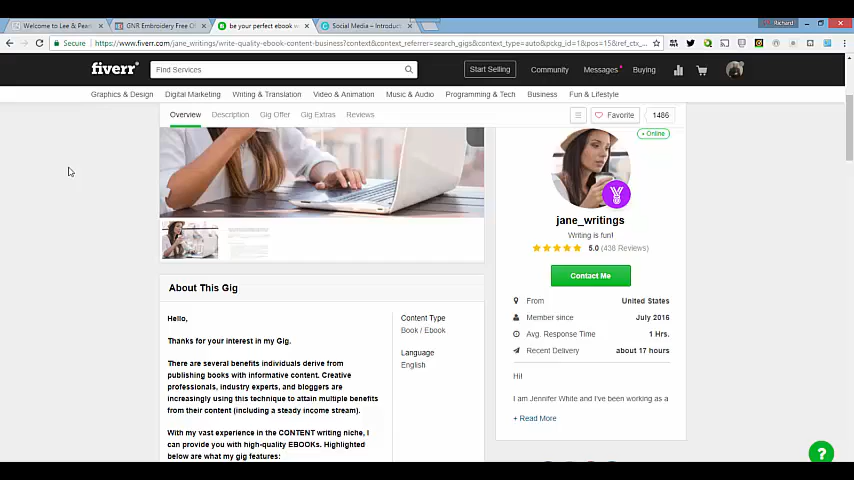 Welcome to Lee & Pea
GNR Embroidery Free O
be your perfect ebook w
Social Media – Introduc
Richard
Secure
https://www.fiverr.com/jane_writings/write-quality-ebook-content-business?context&context_referrer=search_gigs&context_type=auto&pckg_id=1&pos=15&ref_ctx_
fiverr
Find Services
Start Selling
Community
Messages
Buying
Graphics & Design
Digital Marketing
Writing & Translation
Video & Animation
Music & Audio
Programming & Tech
Business
Fun & Lifestyle
Overview
Description
Gig Offer
Gig Extras
Reviews
Favorite
1486
Online
jane_writings
Writing is fun!
5.0 (438 Reviews)
Contact Me
From United States
Member since July 2016
Avg. Response Time 1 Hrs.
Recent Delivery about 17 hours
Hi!
I am Jennifer White and I've been working as a
+ Read More
About This Gig
Hello,
Thanks for your interest in my Gig.
There are several benefits individuals derive from
publishing books with informative content. Creative
professionals, industry experts, and bloggers are
increasingly using this technique to attain multiple benefits
from their content (including a steady income stream).
With my vast experience in the CONTENT writing niche, I
can provide you with high-quality EBOOKs. Highlighted
below are what my gig features:
Content Type
Book / Ebook
Language
English
?